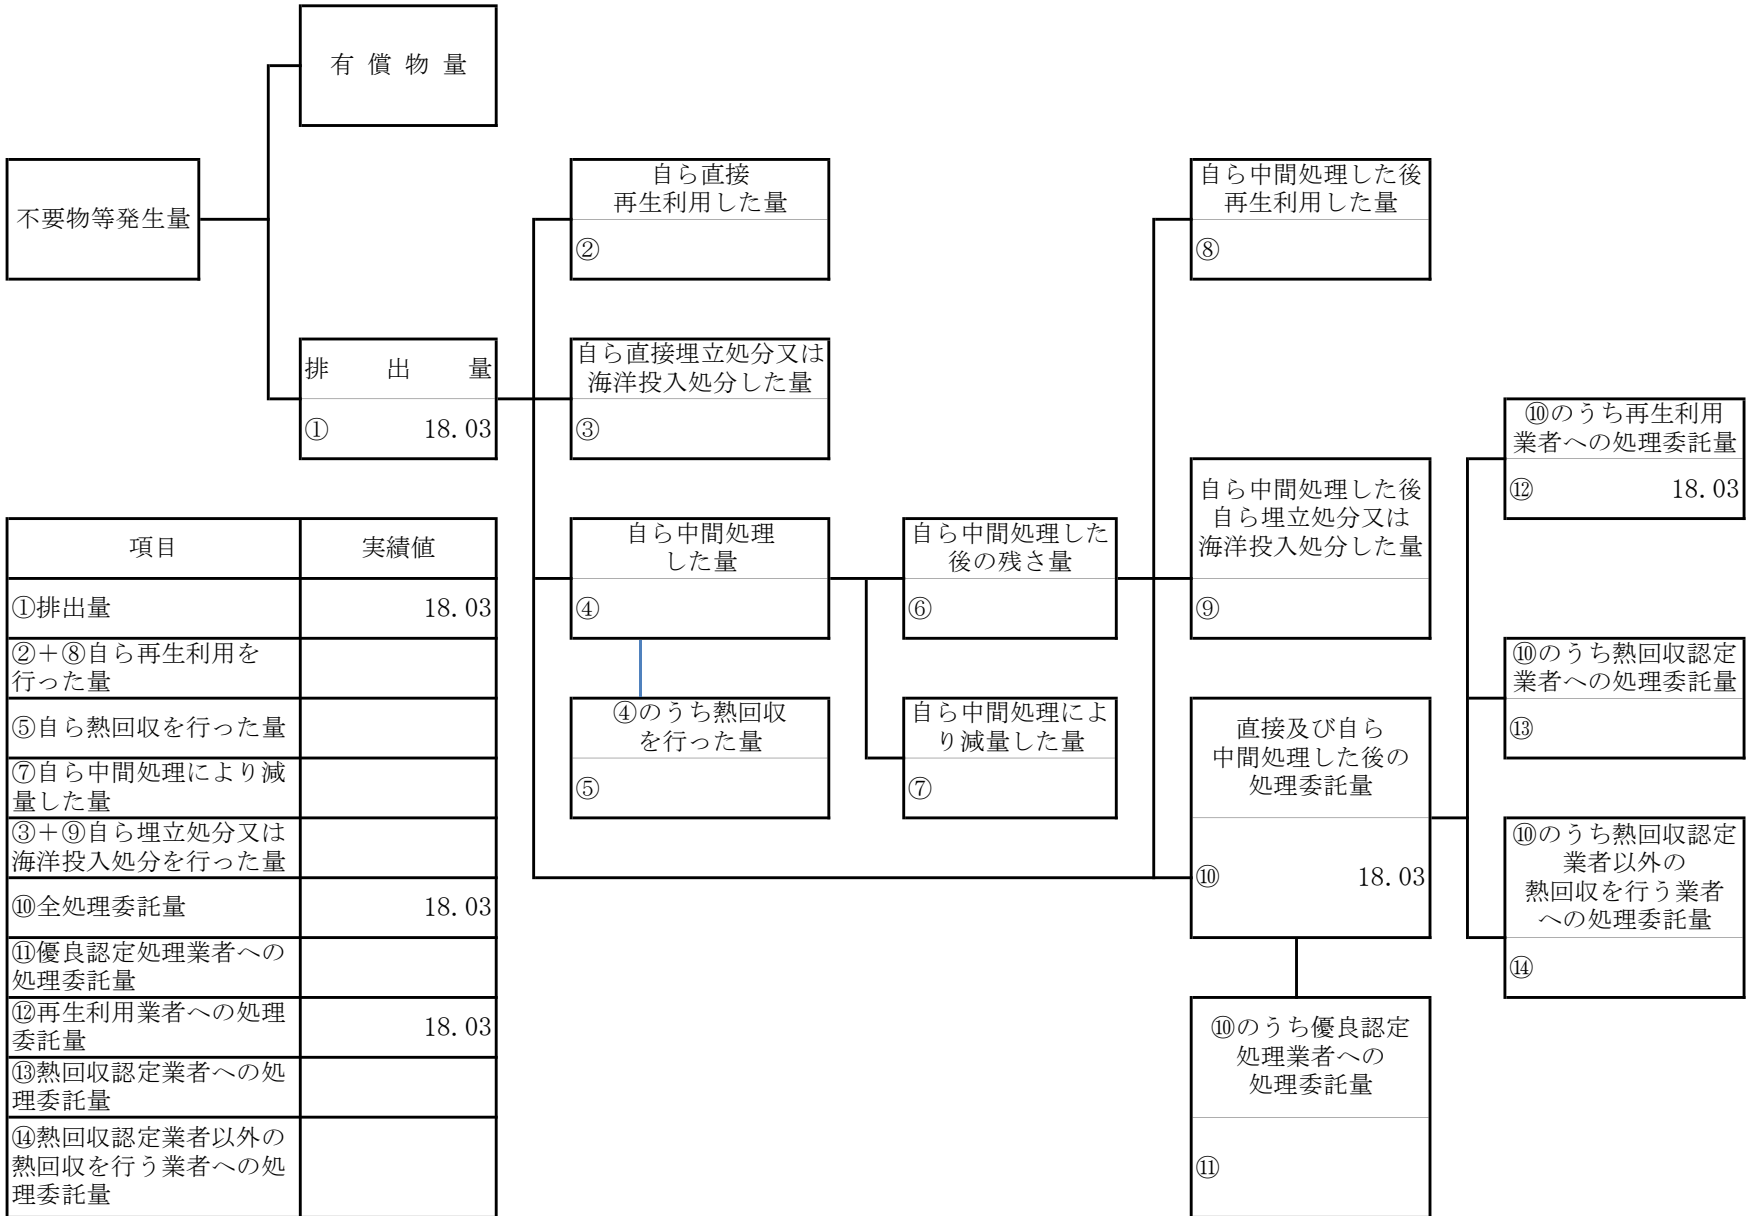 有 償 物 量
不要物等発生量
自ら直接
再生利用した量
②
自ら中間処理した後
再生利用した量
⑧
排 出 量
① 18.03
自ら直接埋立処分又は
海洋投入処分した量
③
⑩のうち再生利用
業者への処理委託量
⑫ 18.03
自ら中間処理
した量
④
自ら中間処理した
後の残さ量
⑥
自ら中間処理した後
自ら埋立処分又は
海洋投入処分した量
⑨
④のうち熱回収
を行った量
⑤
自ら中間処理によ
り減量した量
⑦
直接及び自ら
中間処理した後の
処理委託量
⑩ 18.03
⑩のうち熱回収認定
業者への処理委託量
⑬
⑩のうち熱回収認定
業者以外の
熱回収を行う業者
への処理委託量
⑭
⑩のうち優良認定
処理業者への
処理委託量
⑪
項目 実績値
①排出量 18.03
②＋⑧自ら再生利用を
行った量
⑤自ら熱回収を行った量
⑦自ら中間処理により減
量した量
③＋⑨自ら埋立処分又は
海洋投入処分を行った量
⑩全処理委託量 18.03
⑪優良認定処理業者への
処理委託量
⑫再生利用業者への処理
委託量 18.03
⑬熱回収認定業者への処
理委託量
⑭熱回収認定業者以外の
熱回収を行う業者への処
理委託量